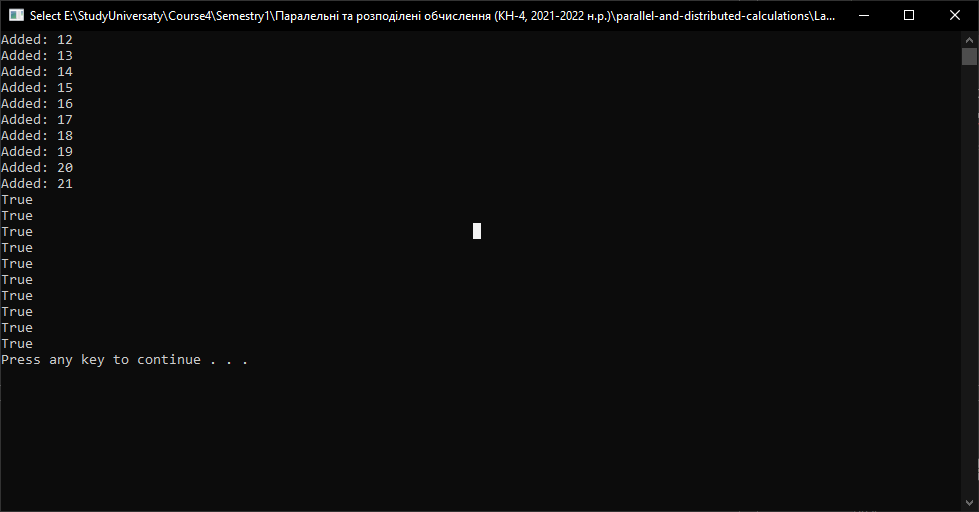 Select E:\StudyUniversaty\Course4\Semestry1\Паралельні та розподілені обчислення (КН-4, 2021-2022 н.р.)\parallel-and-distributed-calculations\La...
Added: 12
Added: 13
Added: 14
Added: 15
Added: 16
Added: 17
Added: 18
Added: 19
Added: 20
Added: 21
True
True
True
True
True
True
True
True
True
True
Press any key to continue . . .